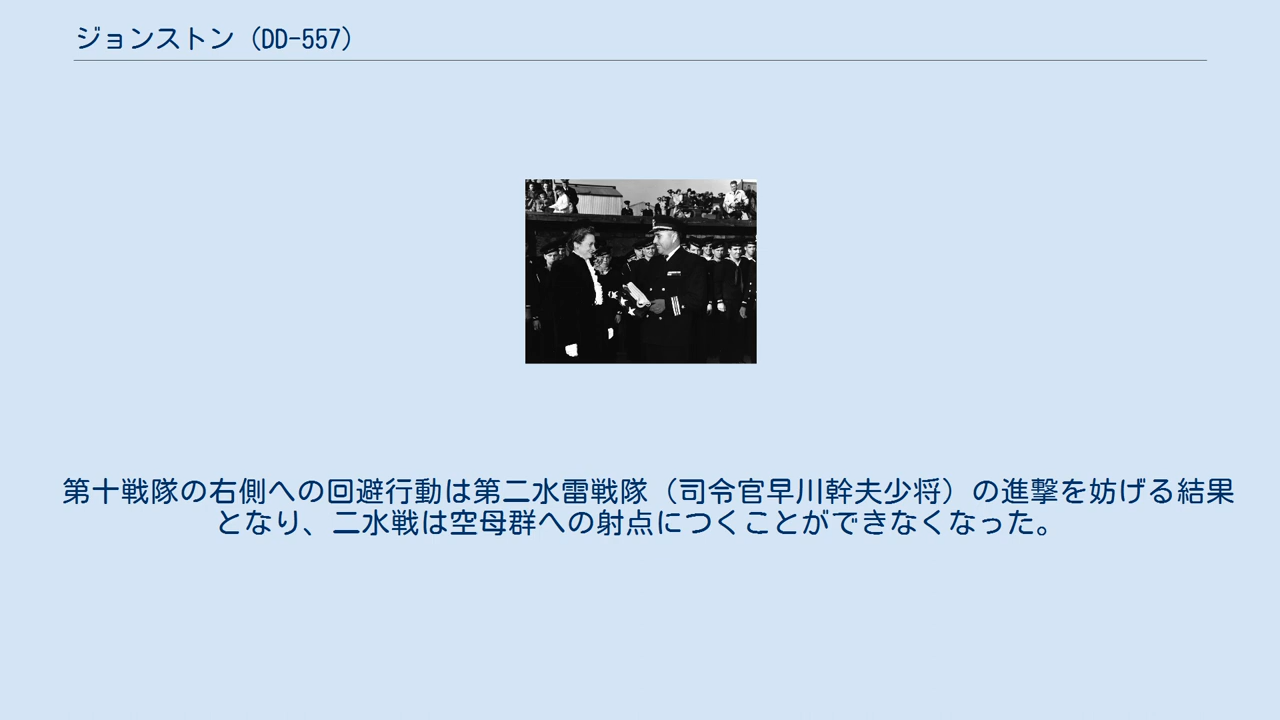 ジョンストン（DD-557）
第十戦隊の右側への回避行動は第二水雷戦隊（司令官早川幹夫少将）の進撃を妨げる結果
となり、二水戦は空母群への射点につくことができなくなった。